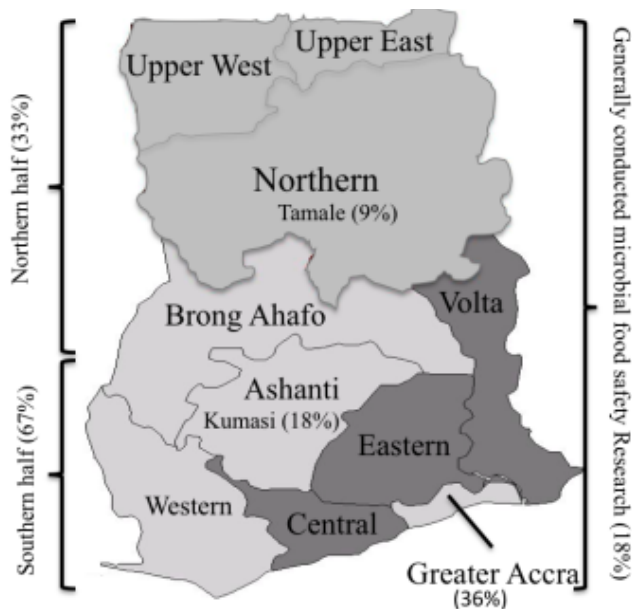 Upper East
Upper West
Northern
Tamale (9%)
Brong Ahafo
Volta
Ashanti
Kumasi (18%)
Eastern
Western
Central
Greater Accra
(36%)
Northern half (33%)
Southern half (67%)
Generally conducted microbial food safety Research (18%)